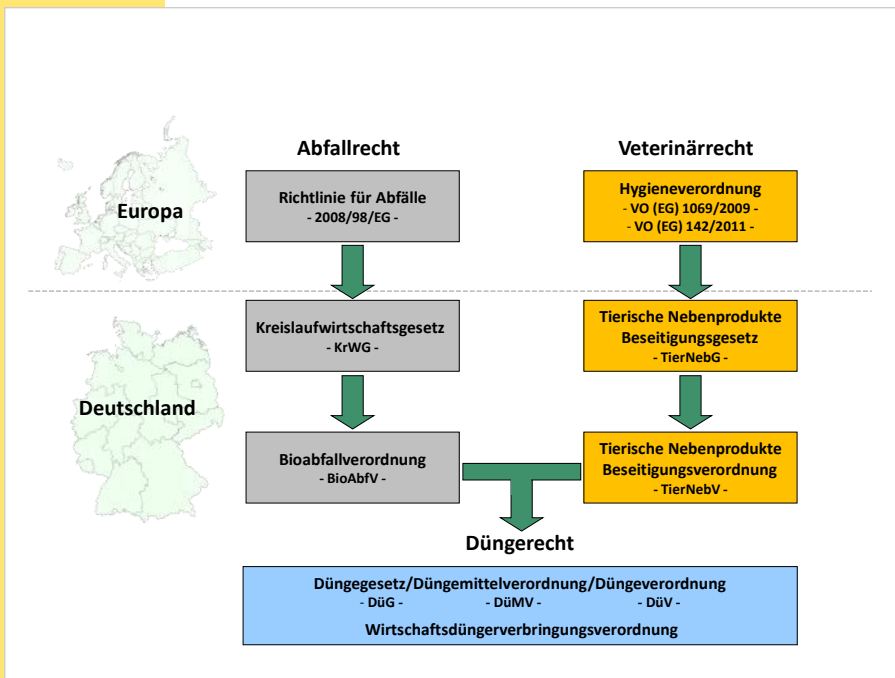 Abfallrecht
Veterinärrecht
Europa
Richtlinie für Abfälle
- 2008/98/EG -
Hygieneverordnung
- VO (EG) 1069/2009 -
- VO (EG) 142/2011 -
Deutschland
Kreislaufwirtschaftsgesetz
- KrWG -
Tierische Nebenprodukte
Beseitigungsgesetz
- TierNebG -
Bioabfallverordnung
- BioAbfV -
Tierische Nebenprodukte
Beseitigungsverordnung
- TierNebV -
Düngerecht
Düngegesetz/Düngemittelverordnung/Düngeverordnung
- DüG - - DüMV - - DüV -
Wirtschaftsdüngerverbringungsverordnung